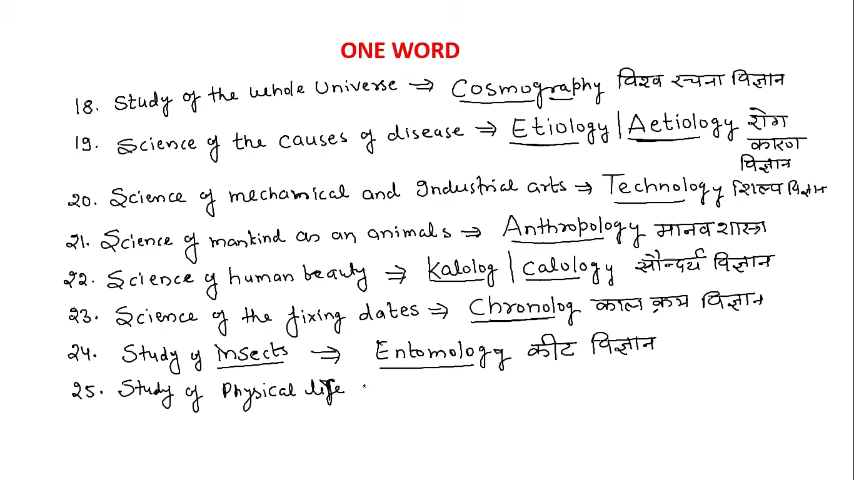 ONE WORD
18. Study of the whole Universe ⇒ Cosmography विश्व रचना विज्ञान
19. Science of the causes of disease ⇒ Etiology | Aetiology रोग
कारण
विज्ञान
20. Science of mechanical and Industrial arts ⇒ Technology शिल्प विज्ञान
21. Science of mankind as an animals ⇒ Anthropology मानव शास्त्र
22. Science of human beauty ⇒ Kalolog | Calology सौन्दर्य विज्ञान
23. Science of the fixing dates ⇒ Chronolog काल क्रम विज्ञान
24. Study of Insects ⇒ Entomology कीट विज्ञान
25. Study of Physical life